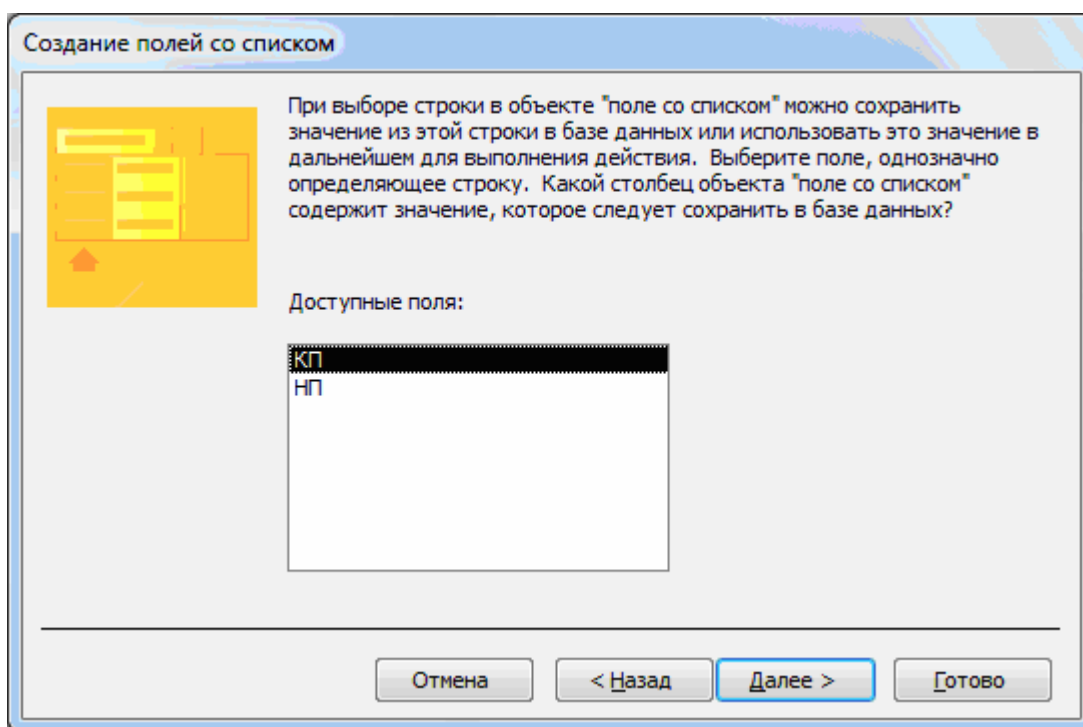 Создание полей со списком
При выборе строки в объекте "поле со списком" можно сохранить
значение из этой строки в базе данных или использовать это значение в
дальнейшем для выполнения действия. Выберите поле, однозначно
определяющее строку. Какой столбец объекта "поле со списком"
содержит значение, которое следует сохранить в базе данных?
Доступные поля:
КП
НП
Отмена
< Назад
Далее >
Готово